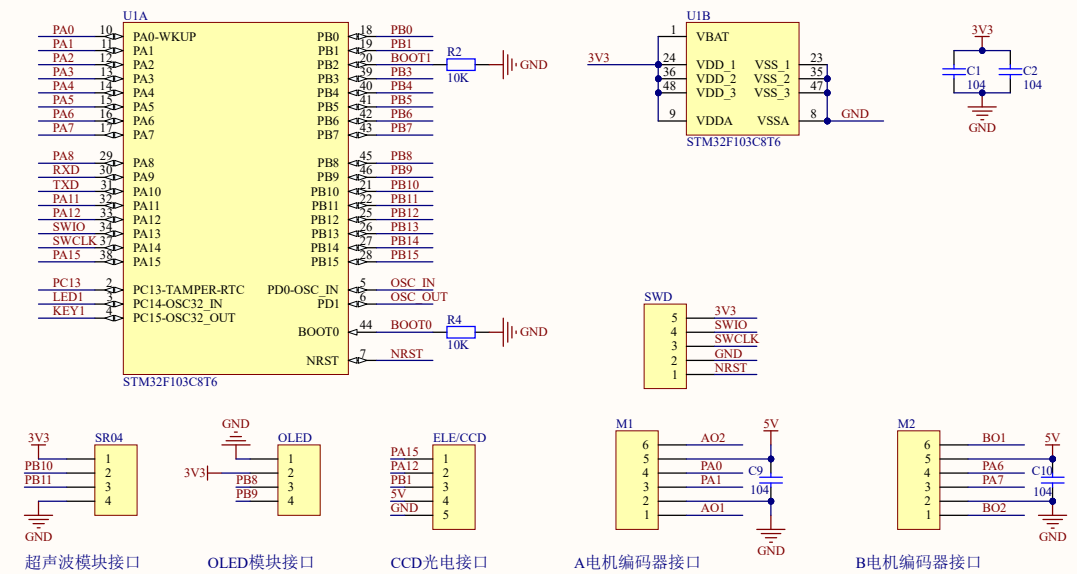 U1A
PA0 10 PA0-WKUP PB0 18 PB0
PA1 11 PA1 PB1 19 PB1
PA2 12 PA2 PB2 20 BOOT1 R2 10K GND
PA3 13 PA3 PB3 39 PB3
PA4 14 PA4 PB4 40 PB4
PA5 15 PA5 PB5 41 PB5
PA6 16 PA6 PB6 42 PB6
PA7 17 PA7 PB7 43 PB7
PA8 29 PA8 PB8 45 PB8
RXD 30 PA9 PB9 46 PB9
TXD 31 PA10 PB10 21 PB10
PA11 32 PA11 PB11 22 PB11
PA12 33 PA12 PB12 25 PB12
SWIO 34 PA13 PB13 26 PB13
SWCLK 37 PA14 PB14 27 PB14
PA15 38 PA15 PB15 28 PB15
PC13 2 PC13-TAMPER-RTC PD0-OSC_IN 5 OSC_IN
LED1 3 PC14-OSC32_IN PD1 6 OSC_OUT
KEY1 4 PC15-OSC32_OUT
BOOT0 44 BOOT0 R4 10K GND
NRST 7 NRST
STM32F103C8T6
U1B
1 VBAT
3V3 24 VDD_1 VSS_1 23
36 VDD_2 VSS_2 35
48 VDD_3 VSS_3 47
9 VDDA VSSA 8 GND
STM32F103C8T6
3V3
C1 C2
104 104
GND
SWD
5 3V3
4 SWIO
3 SWCLK
2 GND
1 NRST
SR04
3V3 1
PB10 2
PB11 3
4
GND
超声波模块接口
GND OLED
1
3V3 2
PB8 3
PB9 4
OLED模块接口
ELE/CCD
PA15 1
PA12 2
PB1 3
5V 4
GND 5
CCD光电接口
M1
6 AO2 5V
5
4 PA0 C9
3 PA1 104
2
1 AO1
GND
A电机编码器接口
M2
6 BO1 5V
5
4 PA6 C10
3 PA7 104
2
1 BO2
GND
B电机编码器接口